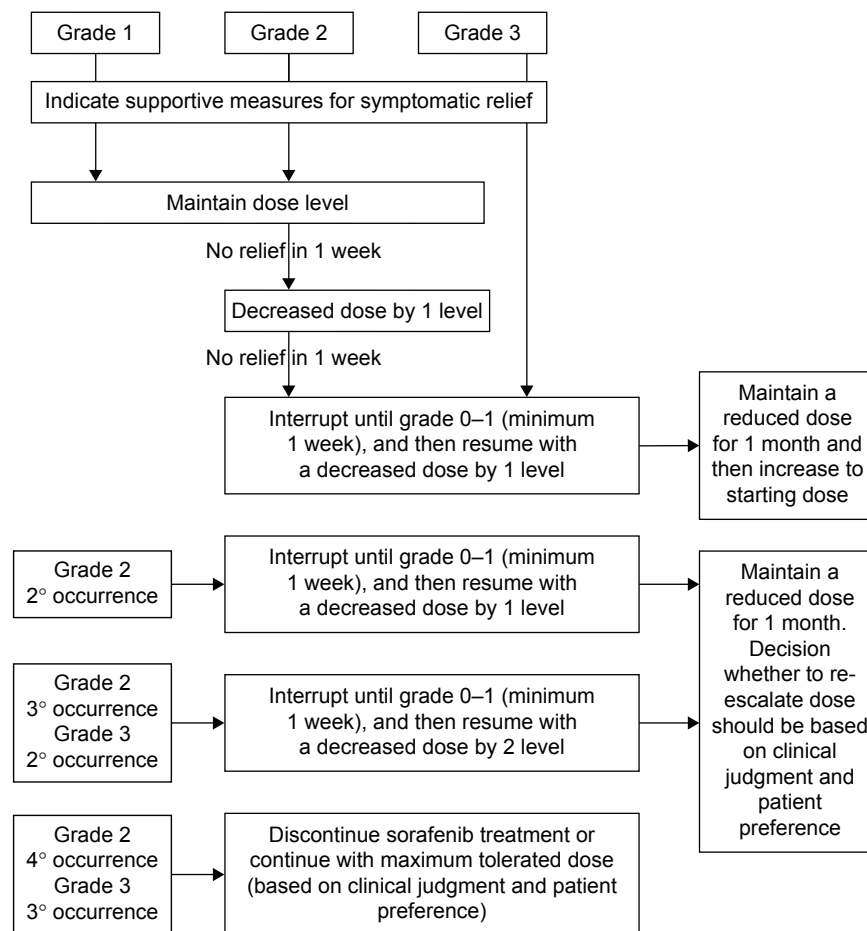 Grade 1
Grade 2
Grade 3
Indicate supportive measures for symptomatic relief
Maintain dose level
No relief in 1 week
Decreased dose by 1 level
No relief in 1 week
Interrupt until grade 0–1 (minimum
1 week), and then resume with
a decreased dose by 1 level
Maintain a
reduced dose
for 1 month and
then increase to
starting dose
Grade 2
2° occurrence
Interrupt until grade 0–1 (minimum
1 week), and then resume with
a decreased dose by 1 level
Maintain a
reduced dose
for 1 month.
Decision
whether to re-
escalate dose
should be based
on clinical
judgment and
patient
preference
Grade 2
3° occurrence
Grade 3
2° occurrence
Interrupt until grade 0–1 (minimum
1 week), and then resume with
a decreased dose by 2 level
Grade 2
4° occurrence
Grade 3
3° occurrence
Discontinue sorafenib treatment or
continue with maximum tolerated dose
(based on clinical judgment and patient
preference)